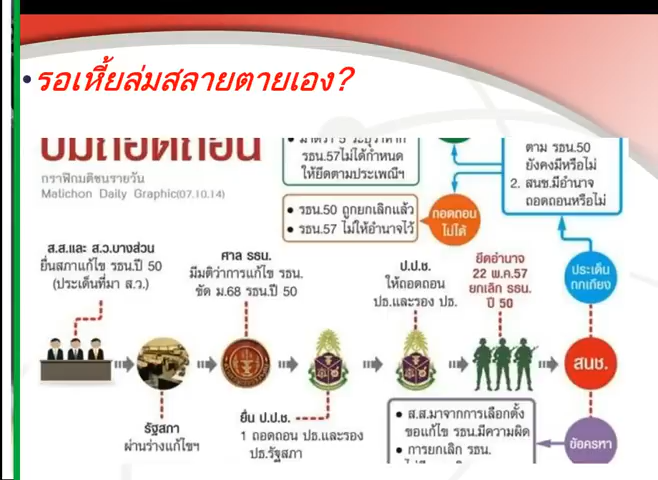 •รอเหี้ยล่มสลายตายเอง?
ปมถอดถอน
กราฟิกมติชนรายวัน
Matichon Daily Graphic(07.10.14)
• มาตรา 5 ระบุว่าหาก
รธน.57ไม่ได้กำหนด
ให้ยึดตามประเพณีฯ
• รธน.50 ถูกยกเลิกแล้ว
• รธน.57 ไม่ให้อำนาจไว้
ถอดถอน
ไม่ได้
ตาม รธน.50
ยังคงมีหรือไม่
2. สนช.มีอำนาจ
ถอดถอนหรือไม่
ส.ส.และ ส.ว.บางส่วน
ยื่นสภาแก้ไข รธน.ปี 50
(ประเด็นที่มา ส.ว.)
ศาล รธน.
มีมติว่าการแก้ไข รธน.
ขัด ม.68 รธน.ปี 50
ป.ป.ช.
ให้ถอดถอน
ปธ.และรอง ปธ.
ยึดอำนาจ
22 พ.ค.57
ยกเลิก รธน.
ปี 50
ประเด็น
ถกเถียง
สนช.
รัฐสภา
ผ่านร่างแก้ไขฯ
ยื่น ป.ป.ช.
1 ถอดถอน ปธ.และรอง
ปธ.รัฐสภา
• ส.ส.มาจากการเลือกตั้ง
ขอแก้ไข รธน.มีความผิด
• การยกเลิก รธน.
ข้อครหา